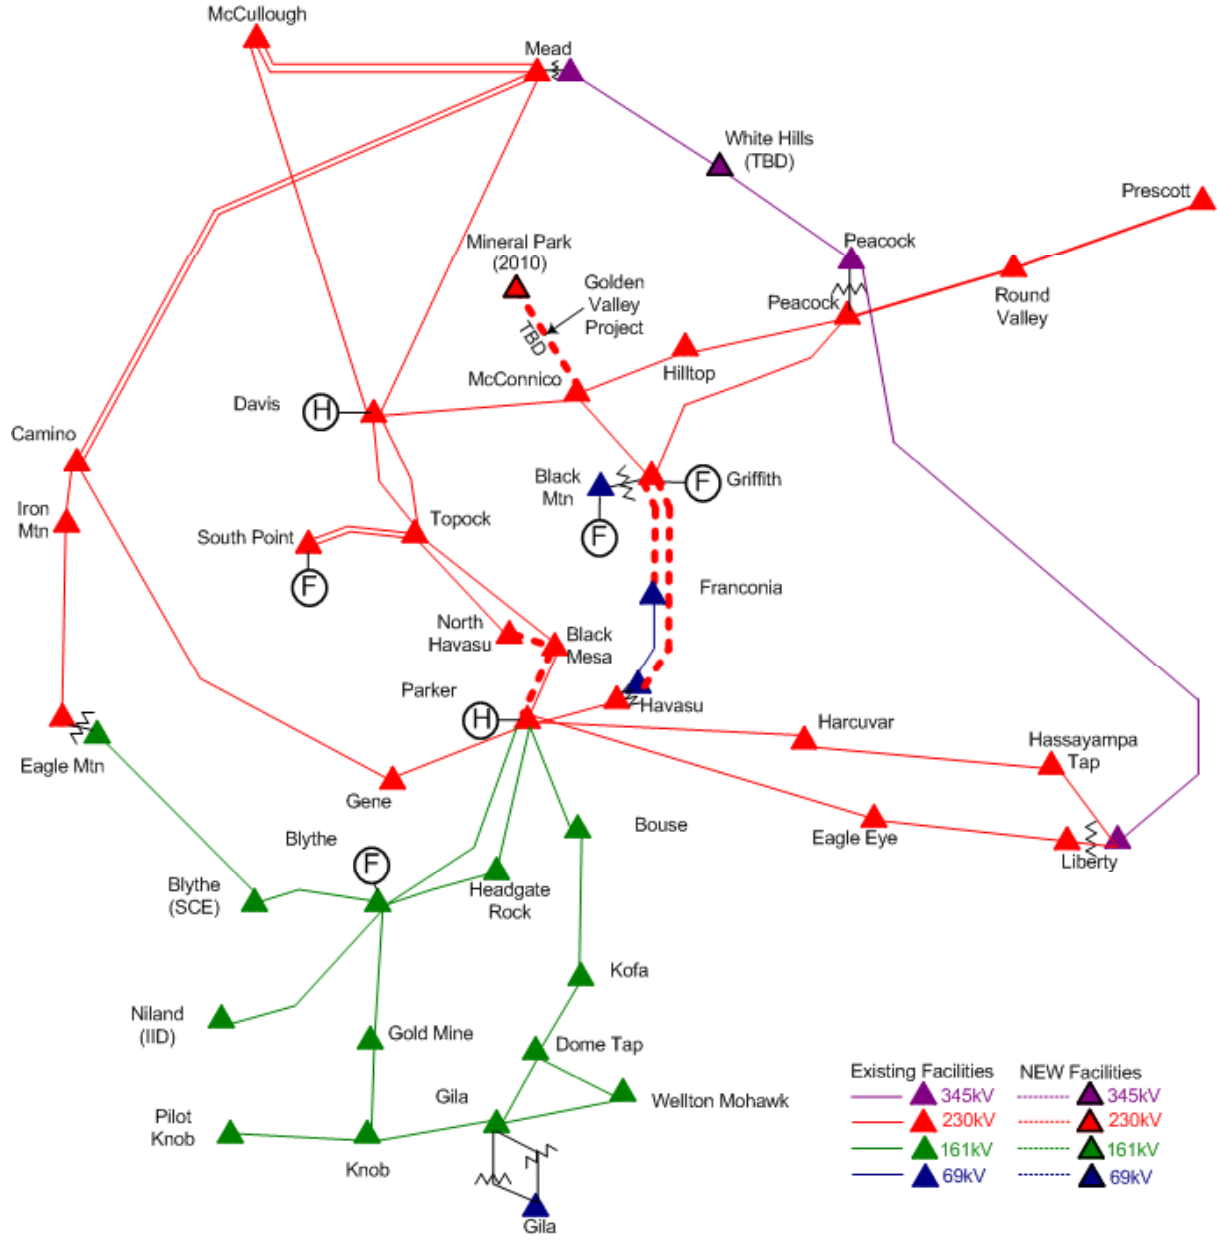 McCullough
Mead
White Hills
(TBD)
Prescott
Peacock
Mineral Park
(2010)
Golden
Valley
Project
TBD
Peacock
Round
Valley
McConnico
Hilltop
Davis
H
Camino
Black
Mtn
F
Griffith
F
Iron
Mtn
South Point
F
Topock
Franconia
North
Havasu
Black
Mesa
Parker
H
Havasu
Harcuvar
Hassayampa
Tap
Eagle Mtn
Gene
Bouse
Eagle Eye
Liberty
Blythe
F
Blythe
(SCE)
Headgate
Rock
Kofa
Niland
(IID)
Gold Mine
Dome Tap
Gila
Wellton Mohawk
Pilot
Knob
Knob
Gila
Existing Facilities
345kV
230kV
161kV
69kV
NEW Facilities
345kV
230kV
161kV
69kV